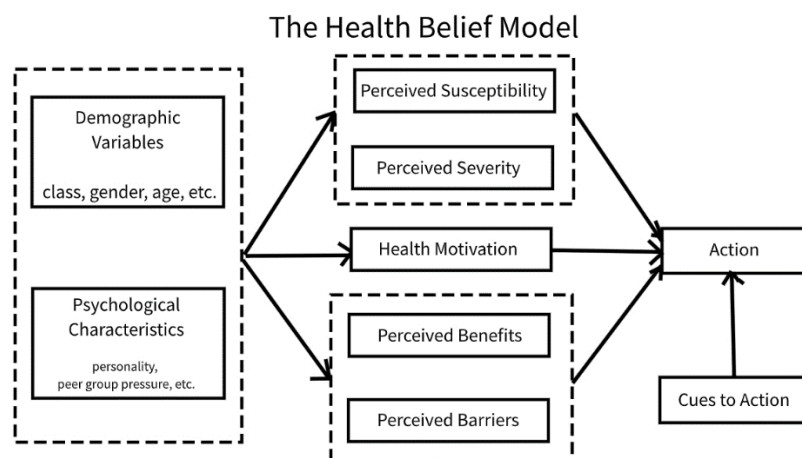 The Health Belief Model
Demographic
Variables
class, gender, age, etc.
Psychological
Characteristics
personality,
peer group pressure, etc.
Perceived Susceptibility
Perceived Severity
Health Motivation
Perceived Benefits
Perceived Barriers
Action
Cues to Action